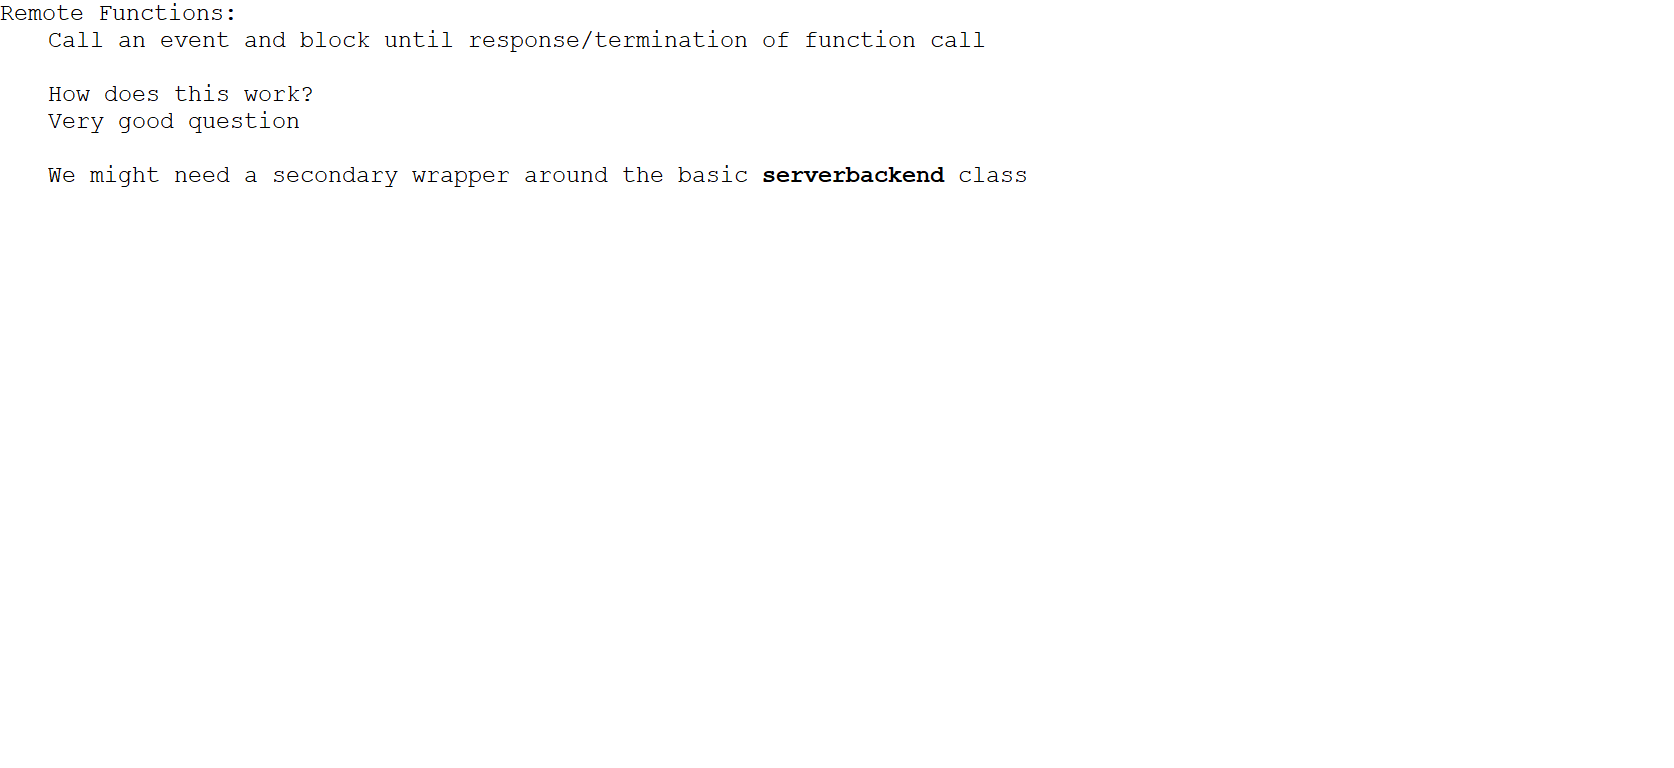 Remote Functions:
Call an event and block until response/termination of function call
How does this work?
Very good question
We might need a secondary wrapper around the basic serverbackend class